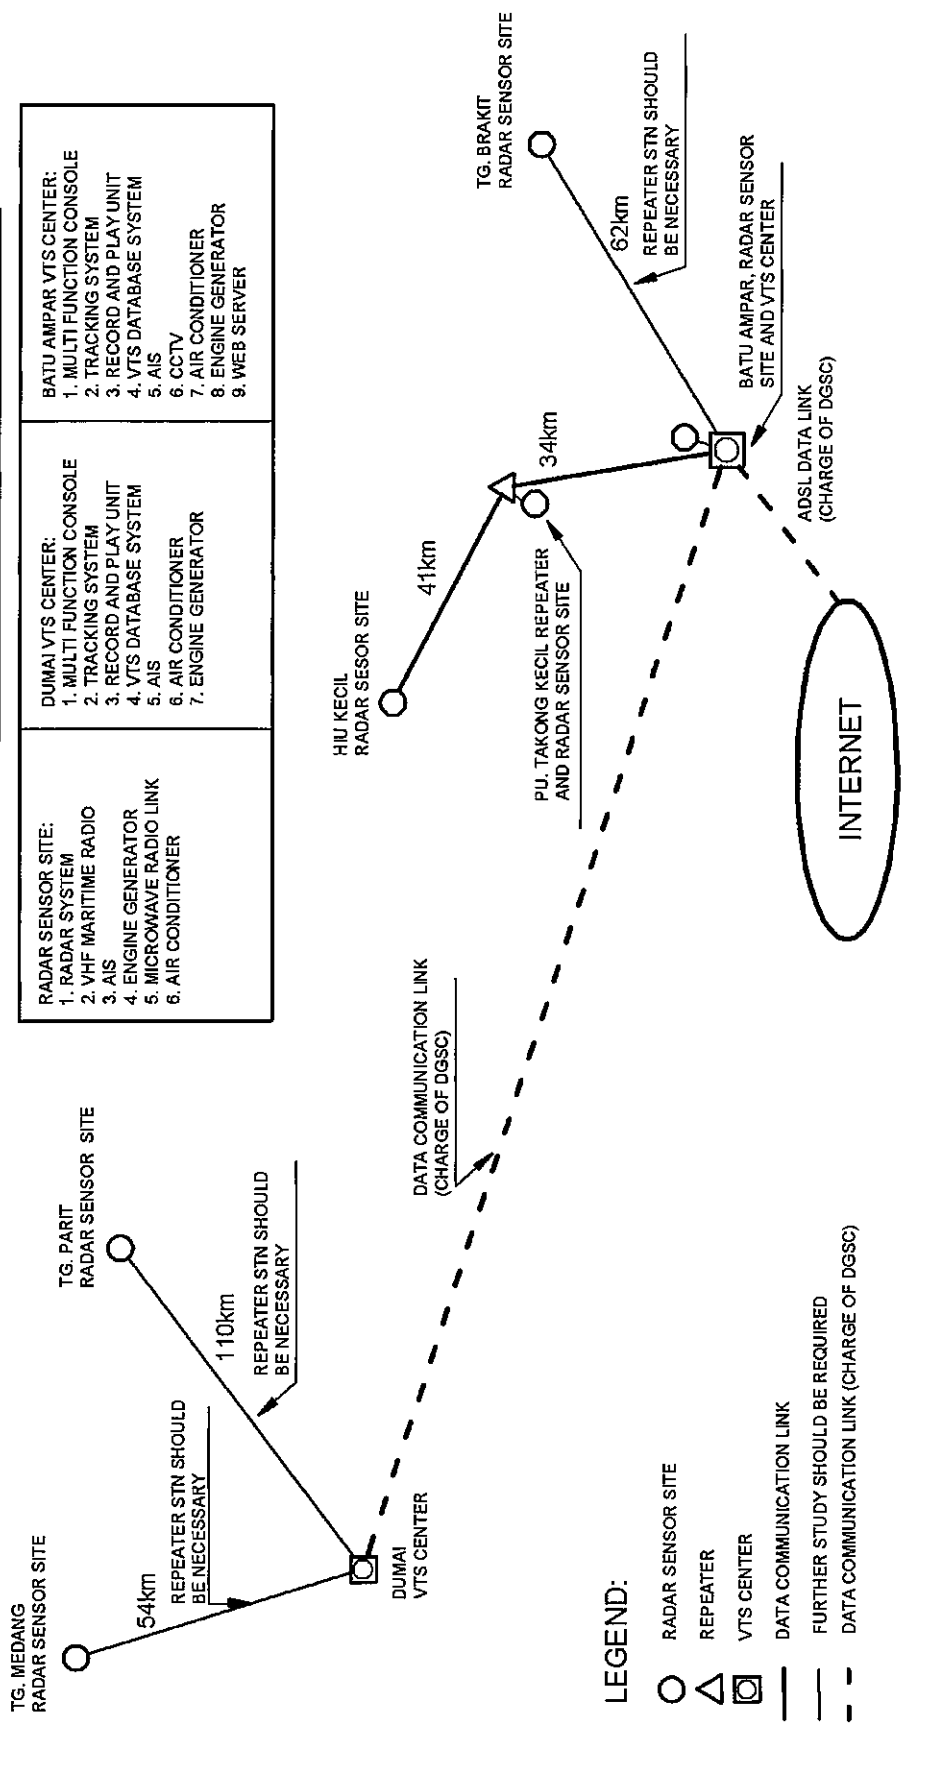 RADAR SENSOR SITE:
1. RADAR SYSTEM
2. VHF MARITIME RADIO
3. AIS
4. ENGINE GENERATOR
5. MICROWAVE RADIO LINK
6. AIR CONDITIONER
DUMAI VTS CENTER:
1. MULTI FUNCTION CONSOLE
2. TRACKING SYSTEM
3. RECORD AND PLAY UNIT
4. VTS DATABASE SYSTEM
5. AIS
6. AIR CONDITIONER
7. ENGINE GENERATOR
BATU AMPAR VTS CENTER:
1. MULTI FUNCTION CONSOLE
2. TRACKING SYSTEM
3. RECORD AND PLAY UNIT
4. VTS DATABASE SYSTEM
5. AIS
6. CCTV
7. AIR CONDITIONER
8. ENGINE GENERATOR
9. WEB SERVER
TG. MEDANG
RADAR SENSOR SITE
54km
REPEATER STN SHOULD
BE NECESSARY
TG. PARIT
RADAR SENSOR SITE
110km
REPEATER STN SHOULD
BE NECESSARY
DUMAI
VTS CENTER
DATA COMMUNICATION LINK
(CHARGE OF DGSC)
HIU KECIL
RADAR SESOR SITE
41km
PU. TAKONG KECIL REPEATER
AND RADAR SENSOR SITE
34km
TG. BRAKIT
RADAR SENSOR SITE
62km
REPEATER STN SHOULD
BE NECESSARY
BATU AMPAR, RADAR SENSOR
SITE AND VTS CENTER
ADSL DATA LINK
(CHARGE OF DGSC)
INTERNET
LEGEND:
RADAR SENSOR SITE
REPEATER
VTS CENTER
DATA COMMUNICATION LINK
FURTHER STUDY SHOULD BE REQUIRED
DATA COMMUNICATION LINK (CHARGE OF DGSC)